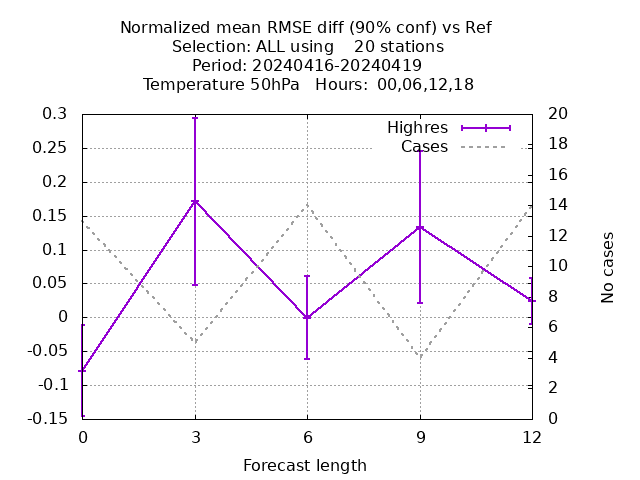 Normalized mean RMSE diff (90% conf) vs Ref
Selection: ALL using    20 stations
Period: 20240416-20240419
Temperature 50hPa   Hours:  00,06,12,18
Highres
Cases
0.3
0.25
0.2
0.15
0.1
0.05
0
-0.05
-0.1
-0.15
20
18
16
14
12
10
8
6
4
2
0
No cases
0 3 6 9 12
Forecast length